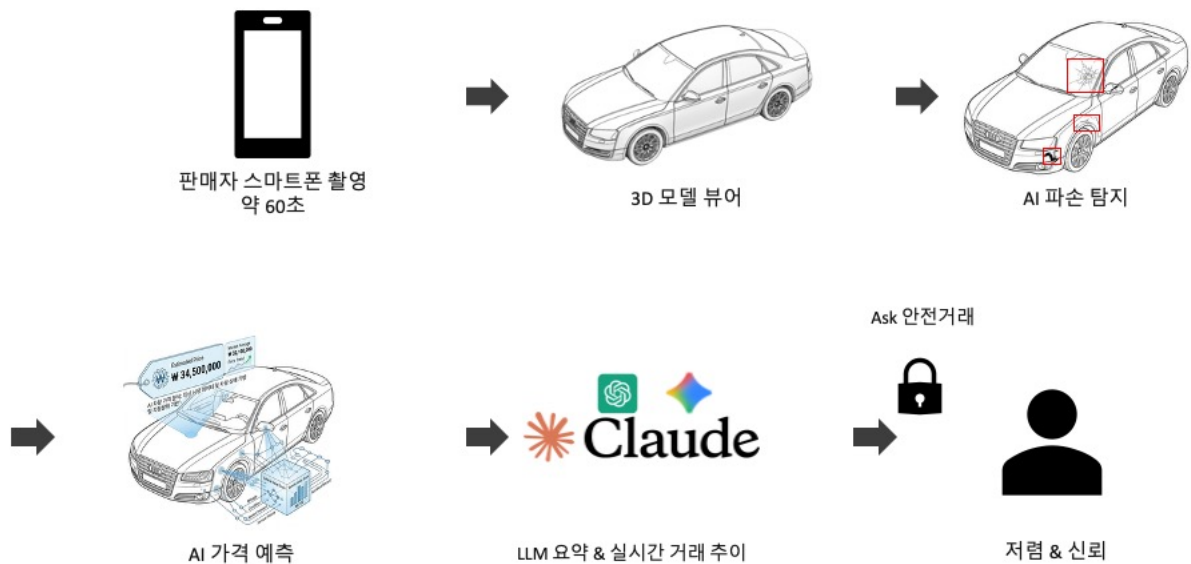 판매자 스마트폰 촬영
약 60초
3D 모델 뷰어
AI 파손 탐지
Estimated Price
₩ 34,500,000
AI 가격 예측
Claude
LLM 요약 & 실시간 거래 추이
Ask 안전거래
저렴 & 신뢰